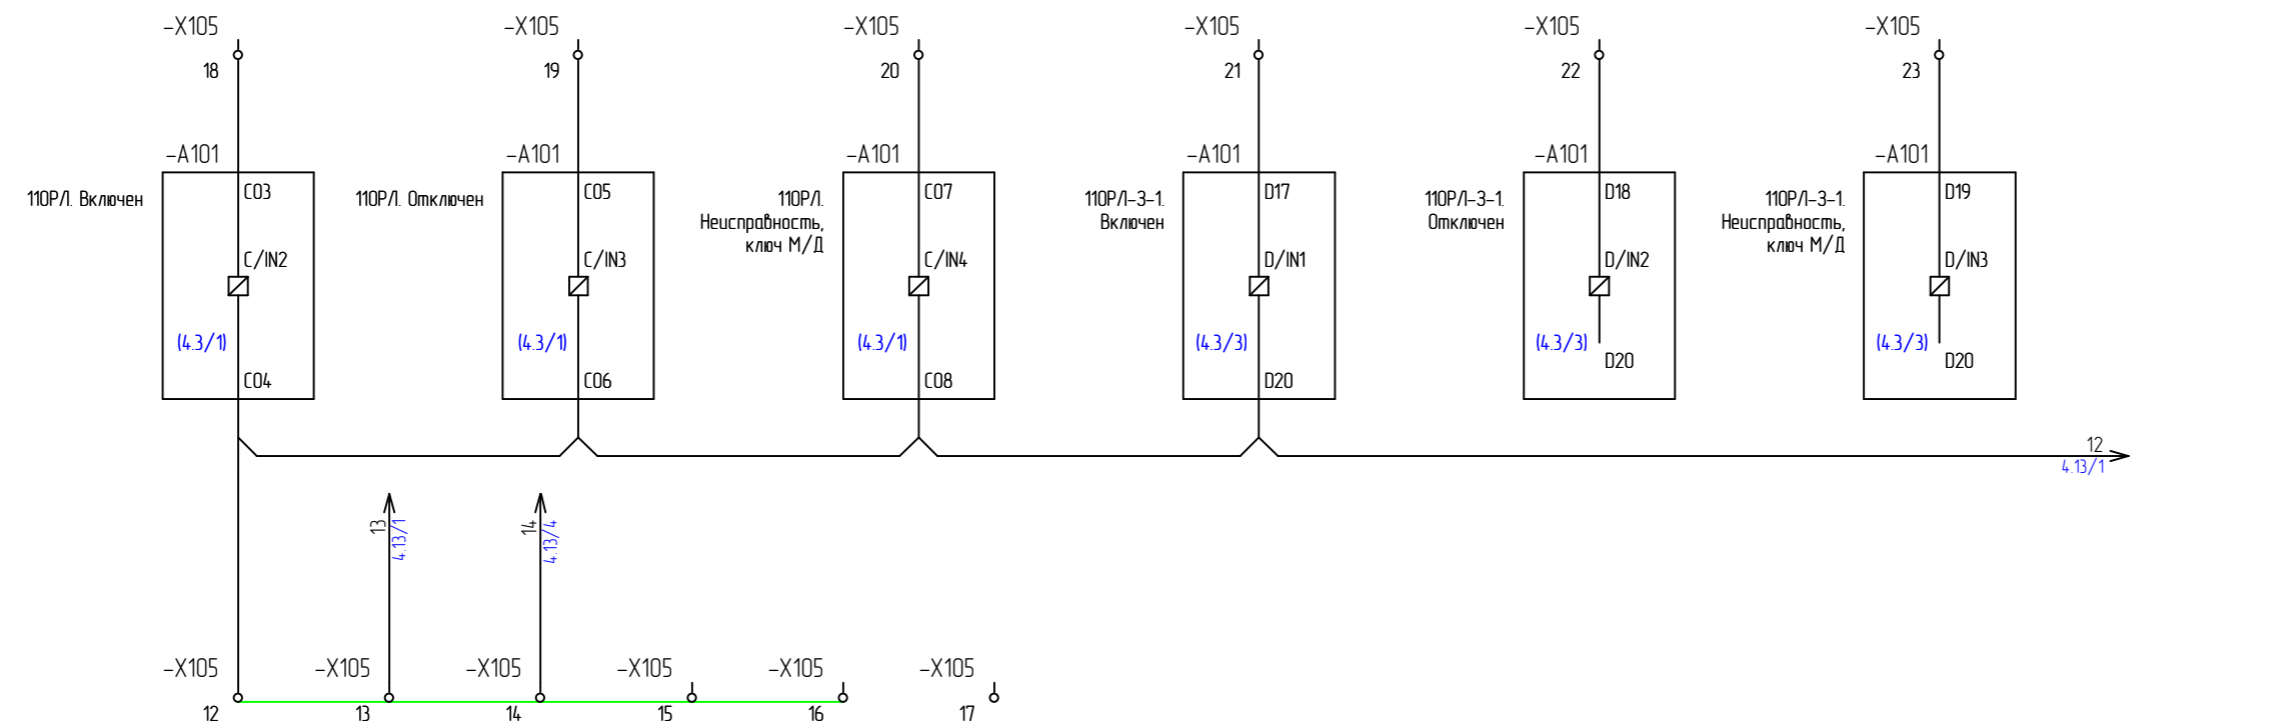 -X105 -X105 -X105 -X105 -X105 -X105
18 19 20 21 22 23
-A101 -A101 -A101 -A101 -A101 -A101
110РЛ. Включен
C03
C/IN2
(4.3/1)
C04
110РЛ. Отключен
C05
C/IN3
(4.3/1)
C06
110РЛ.
Неисправность,
ключ М/Д
C07
C/IN4
(4.3/1)
C08
110РЛ-3-1.
Включен
D17
D/IN1
(4.3/3)
D20
110РЛ-3-1.
Отключен
D18
D/IN2
(4.3/3)
D20
110РЛ-3-1.
Неисправность,
ключ М/Д
D19
D/IN3
(4.3/3)
D20
12
4.13/1
13
4.13/1
14
4.13/4
-X105 -X105 -X105 -X105 -X105 -X105
12 13 14 15 16 17